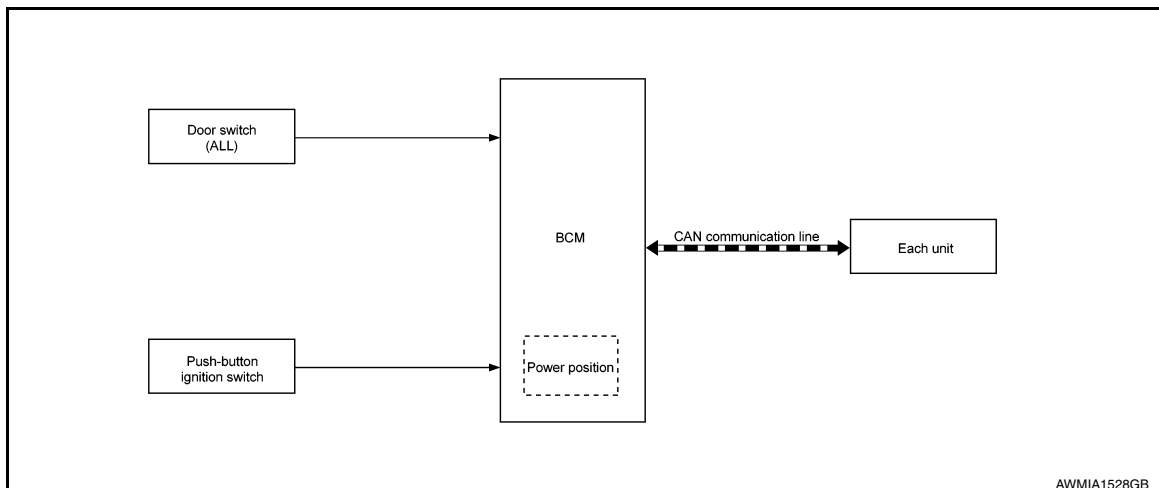 Door switch
(ALL)
BCM
CAN communication line
Each unit
Push-button
ignition switch
Power position
AWMIA1528GB